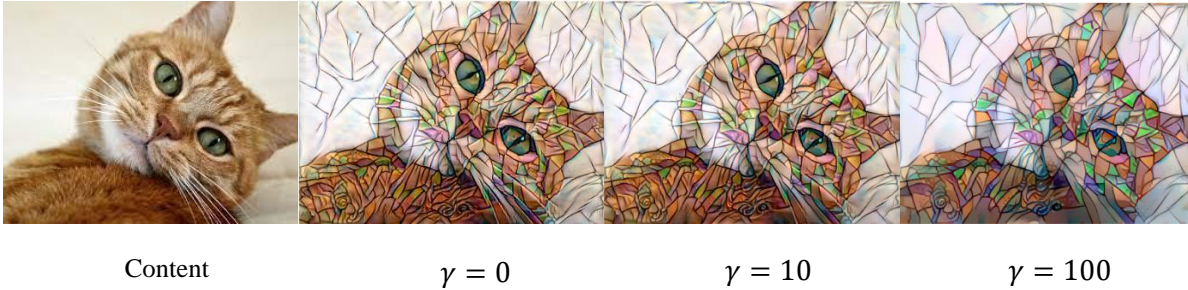 Content γ = 0 γ = 10 γ = 100